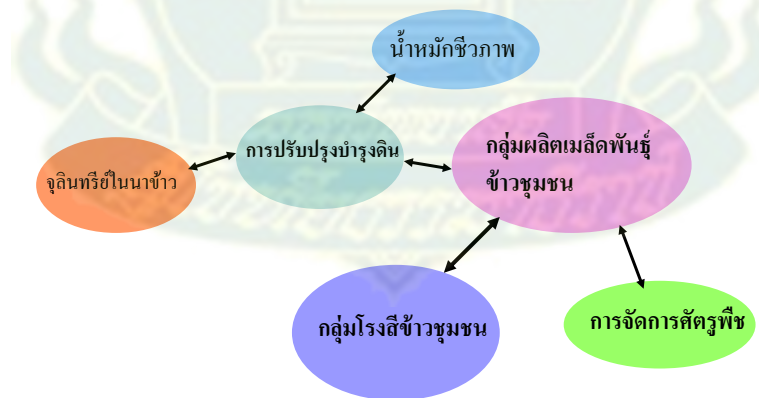 น้ำหมักชีวภาพ
การปรับปรุงบำรุงดิน
จุลินทรีย์ในนาข้าว
กลุ่มผลิตเมล็ดพันธุ์
ข้าวชุมชน
กลุ่มโรงสีข้าวชุมชน
การจัดการศัตรูพืช